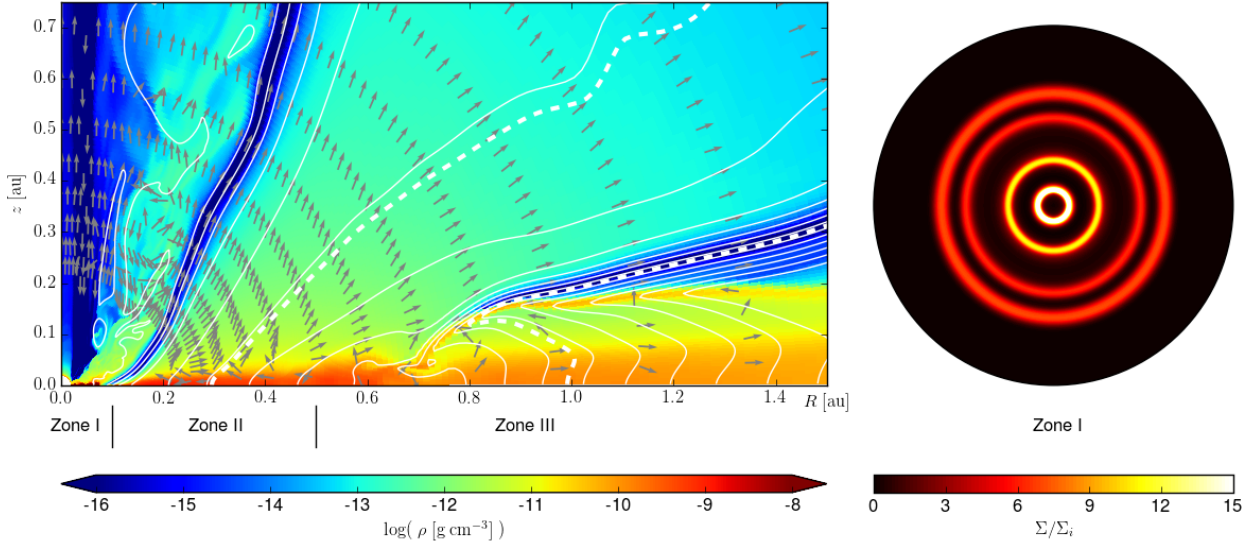 0.7
0.6
0.5
0.4
0.3
0.2
0.1
0.0
z [au]
0.0 0.2 0.4 0.6 0.8 1.0 1.2 1.4 R [au]
Zone I Zone II Zone III
-16 -15 -14 -13 -12 -11 -10 -9 -8
log( ρ [g cm⁻³] )
Zone I
0 3 6 9 12 15
Σ/Σᵢ